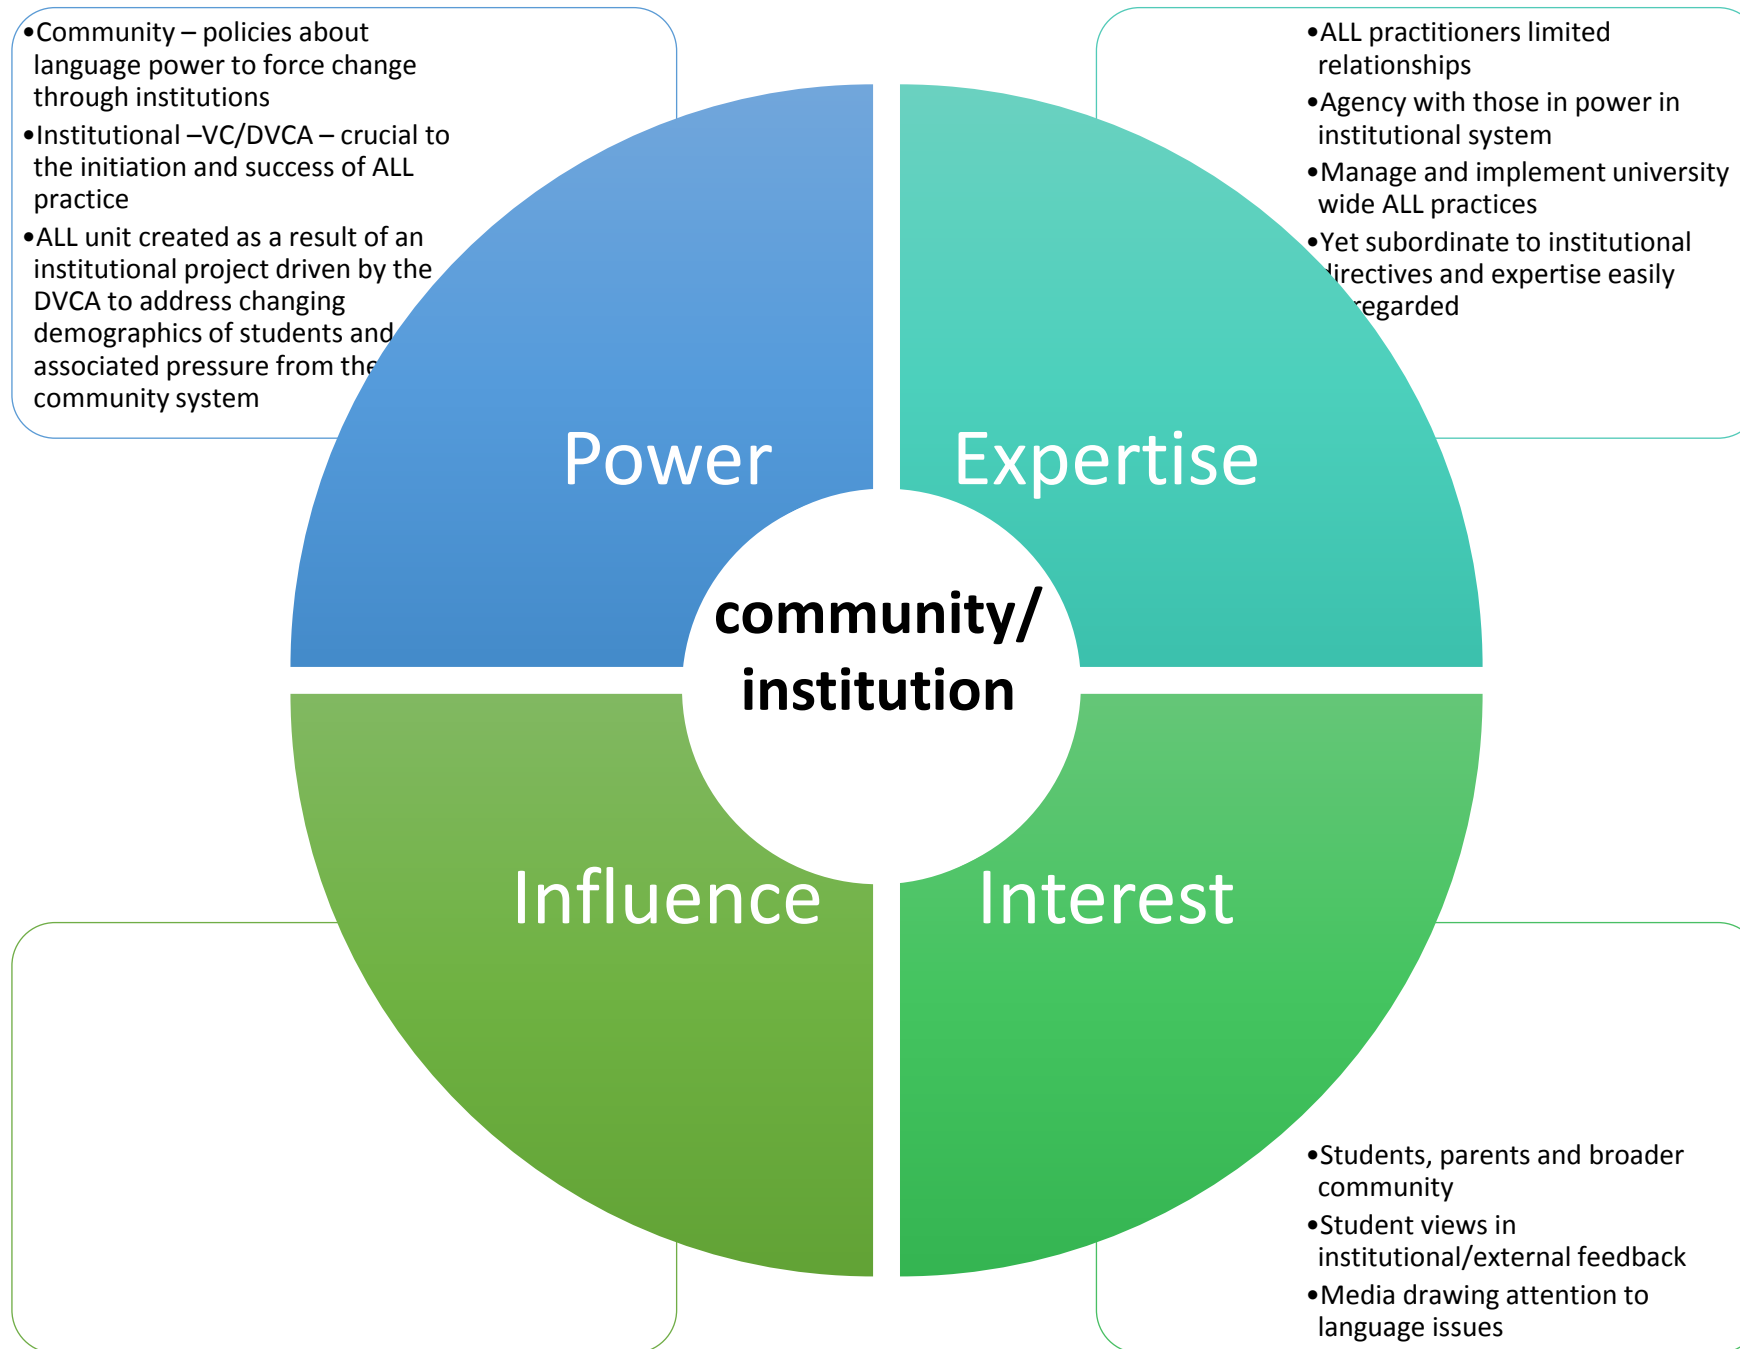 •Community – policies about
language power to force change
through institutions
•Institutional –VC/DVCA – crucial to
the initiation and success of ALL
practice
•ALL unit created as a result of an
institutional project driven by the
DVCA to address changing
demographics of students and
associated pressure from the
community system
•ALL practitioners limited
relationships
•Agency with those in power in
institutional system
•Manage and implement university
wide ALL practices
•Yet subordinate to institutional
directives and expertise easily
regarded
Power
Expertise
community/
institution
Influence
Interest
•Students, parents and broader
community
•Student views in
institutional/external feedback
•Media drawing attention to
language issues